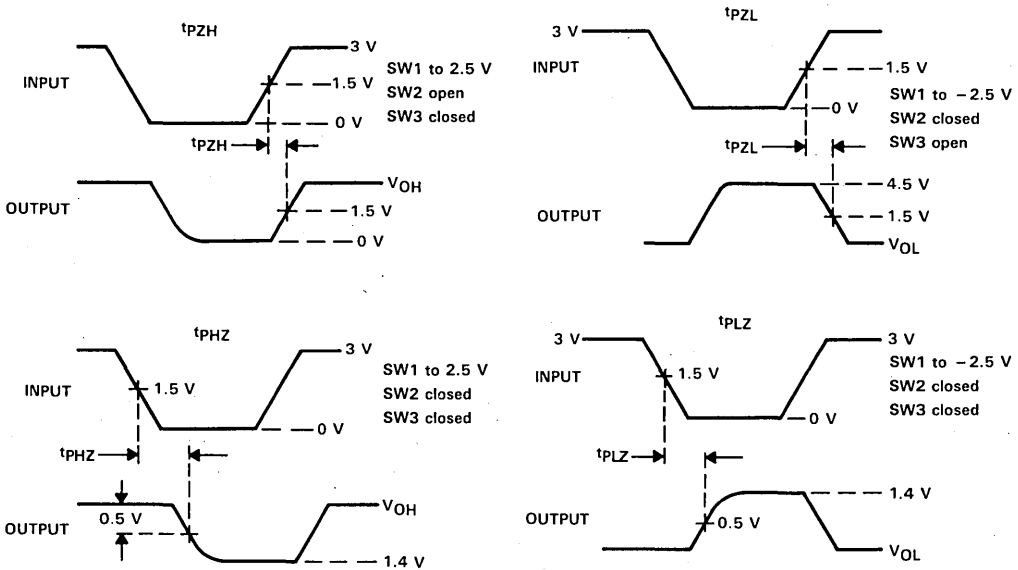 tPZH
3 V
INPUT
1.5 V
0 V
SW1 to 2.5 V
SW2 open
SW3 closed
tPZH
OUTPUT
VOH
1.5 V
0 V
tPZL
3 V
INPUT
1.5 V
0 V
SW1 to −2.5 V
SW2 closed
SW3 open
tPZL
OUTPUT
4.5 V
1.5 V
VOL
tPHZ
3 V
INPUT
1.5 V
0 V
SW1 to 2.5 V
SW2 closed
SW3 closed
tPHZ
OUTPUT
0.5 V
VOH
1.4 V
tPLZ
3 V
3 V
INPUT
1.5 V
0 V
SW1 to −2.5 V
SW2 closed
SW3 closed
tPLZ
OUTPUT
0.5 V
1.4 V
VOL